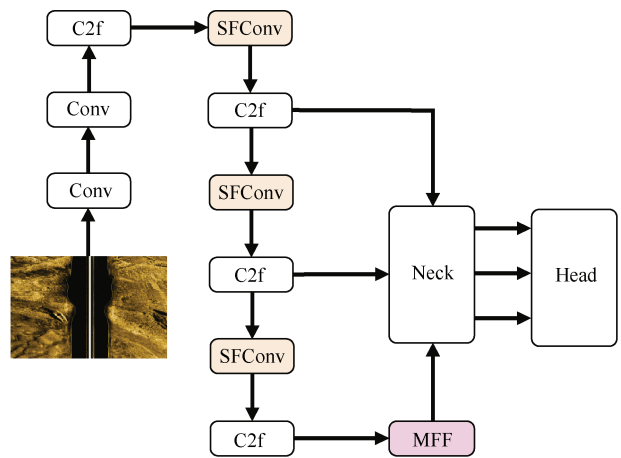 C2f
SFConv
Conv
C2f
Conv
SFConv
C2f
Neck
Head
SFConv
C2f
MFF